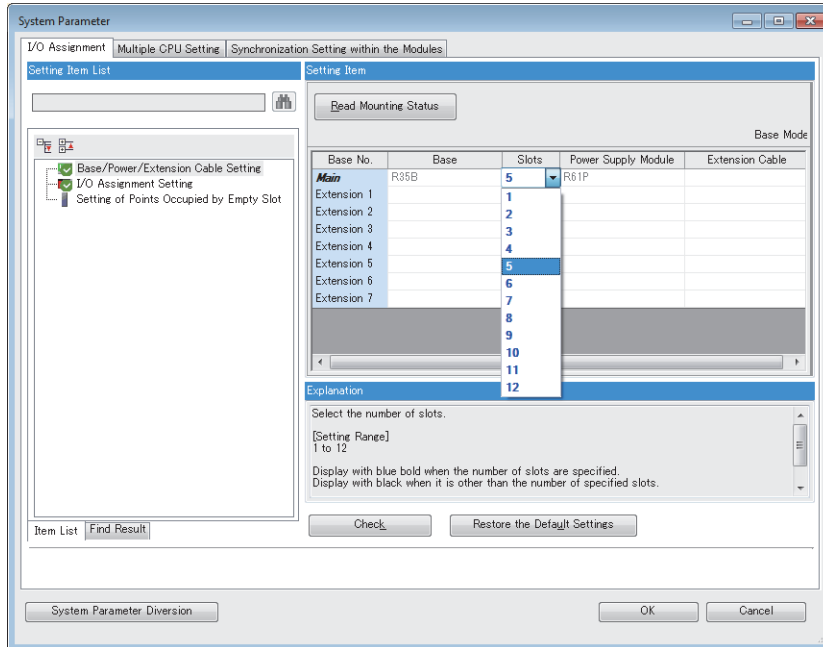 System Parameter
I/O Assignment Multiple CPU Setting Synchronization Setting within the Modules
Setting Item List
Setting Item
Read Mounting Status
Base Mode
Base/Power/Extension Cable Setting
I/O Assignment Setting
Setting of Points Occupied by Empty Slot
Base No. Base Slots Power Supply Module Extension Cable
Main R35B 5 R61P
Extension 1
Extension 2
Extension 3
Extension 4
Extension 5
Extension 6
Extension 7
1
2
3
4
5
6
7
8
9
10
11
12
Explanation
Select the number of slots.
[Setting Range]
1 to 12
Display with blue bold when the number of slots are specified.
Display with black when it is other than the number of specified slots.
Item List Find Result
Check Restore the Default Settings
System Parameter Diversion OK Cancel